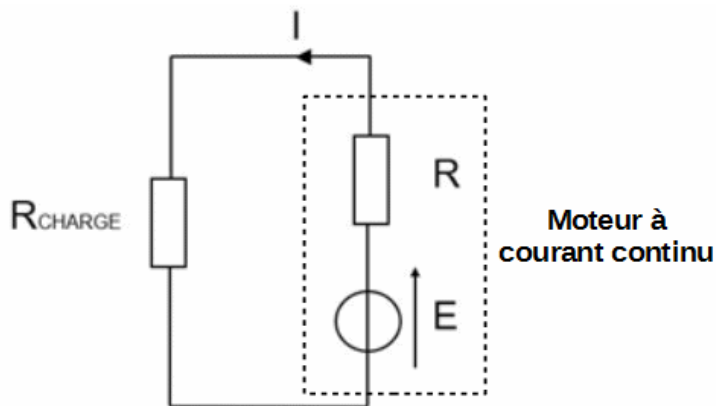 I
R
RCHARGE
Moteur à
courant continu
E